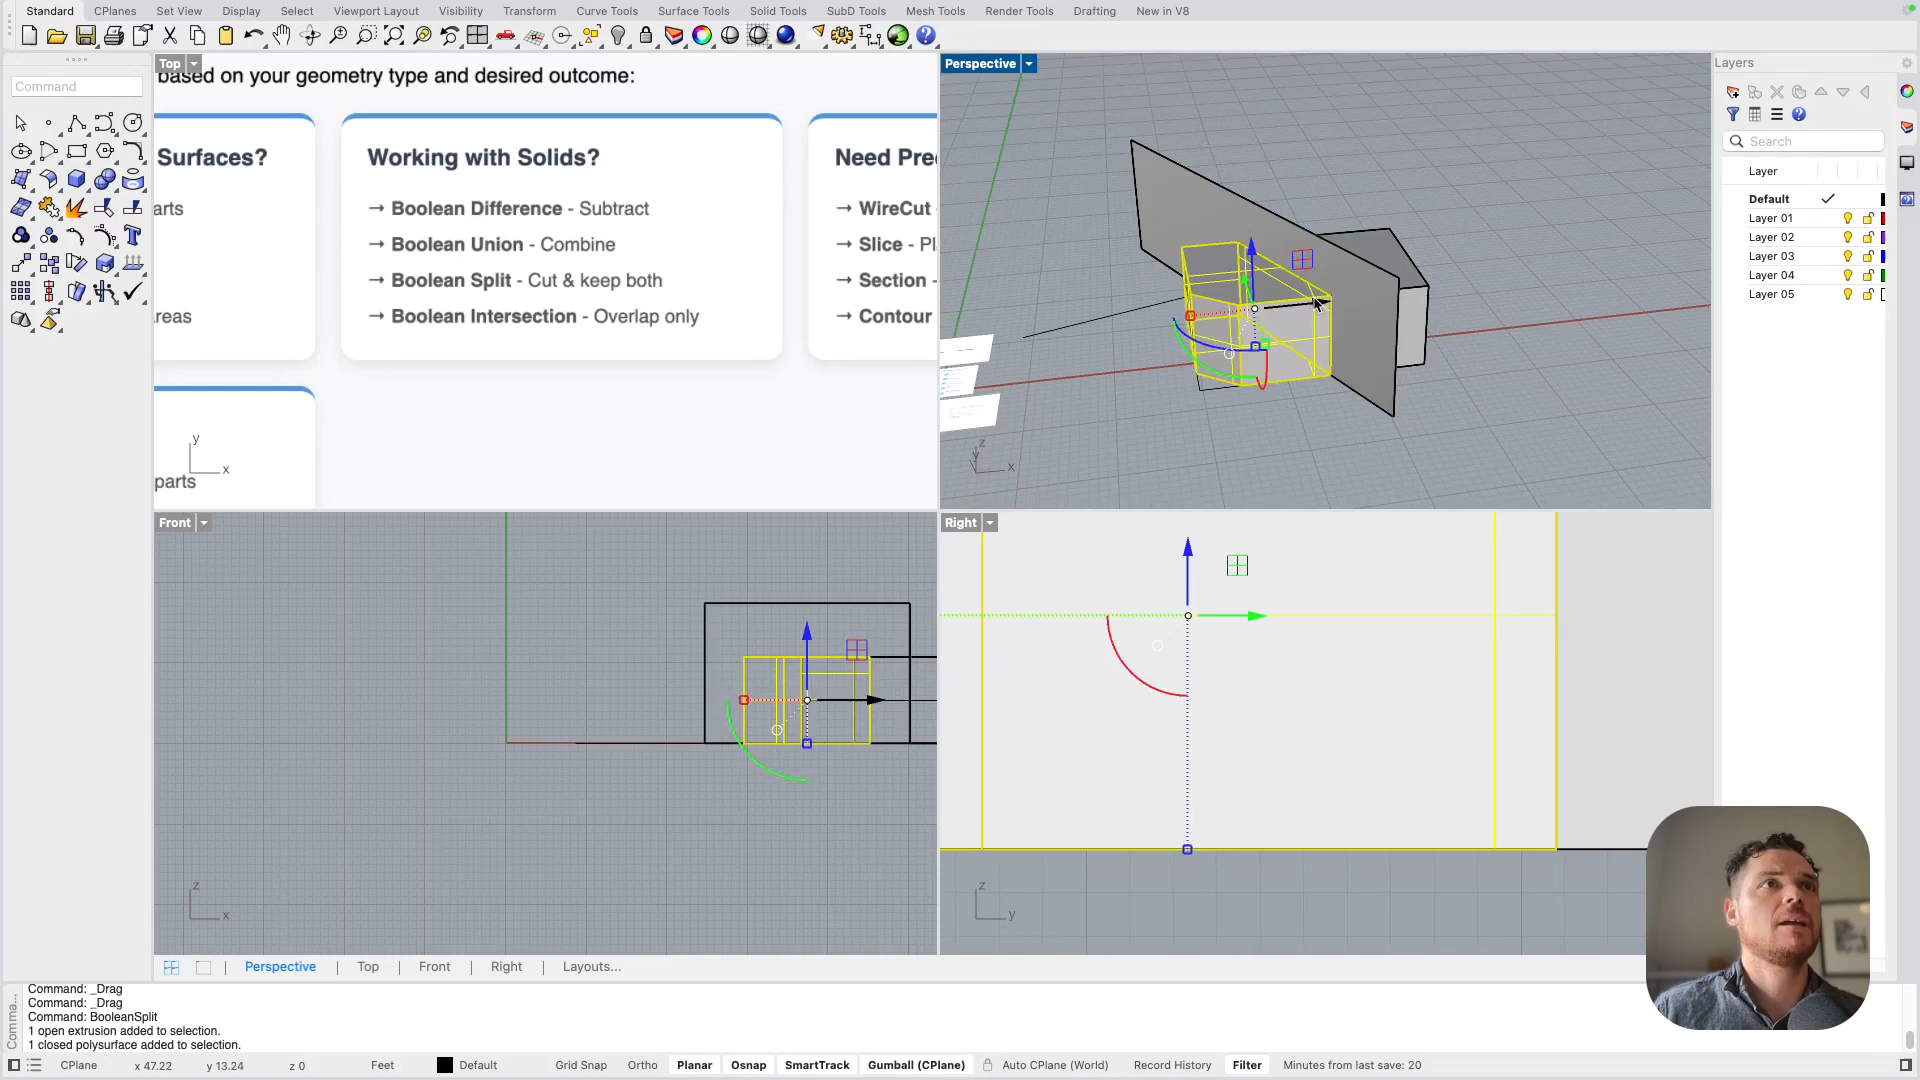 Standard CPlanes Set View Display Select Viewport Layout Visibility Transform Curve Tools Surface Tools Solid Tools SubD Tools Mesh Tools Render Tools Drafting New in V8
Command
Top
based on your geometry type and desired outcome:
Surfaces?
arts
reas
parts
y
x
Working with Solids?
→ Boolean Difference - Subtract
→ Boolean Union - Combine
→ Boolean Split - Cut & keep both
→ Boolean Intersection - Overlap only
Need Pre
→ WireCut
→ Slice - Pl
→ Section -
→ Contour
Perspective
z
y
x
Layers
Search
Layer
Default
Layer 01
Layer 02
Layer 03
Layer 04
Layer 05
Front
z
x
Right
z
y
Perspective Top Front Right Layouts...
Comma...
Command: _Drag
Command: _Drag
Command: BooleanSplit
1 open extrusion added to selection.
1 closed polysurface added to selection.
CPlane x 47.22 y 13.24 z 0 Feet Default Grid Snap Ortho Planar Osnap SmartTrack Gumball (CPlane) Auto CPlane (World) Record History Filter Minutes from last save: 20